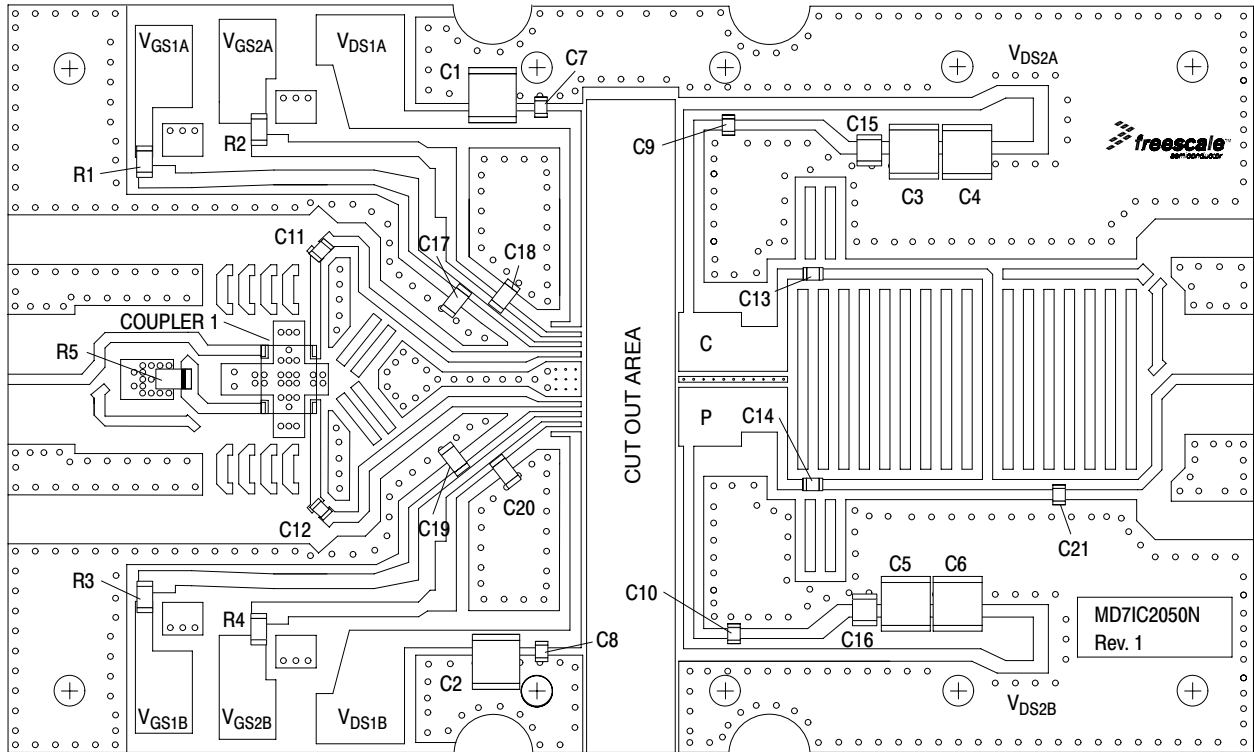 VGS1A
VGS2A
VDS1A
C1
C7
VDS2A
R2
C9
C15
freescale™
semiconductor
R1
C3
C4
C11
C17
C18
C13
COUPLER 1
R5
C
CUT OUT AREA
P
C14
C12
C19
C20
C21
R3
C5
C6
C10
R4
C16
MD7IC2050N
Rev. 1
C8
C2
VGS1B
VGS2B
VDS1B
VDS2B